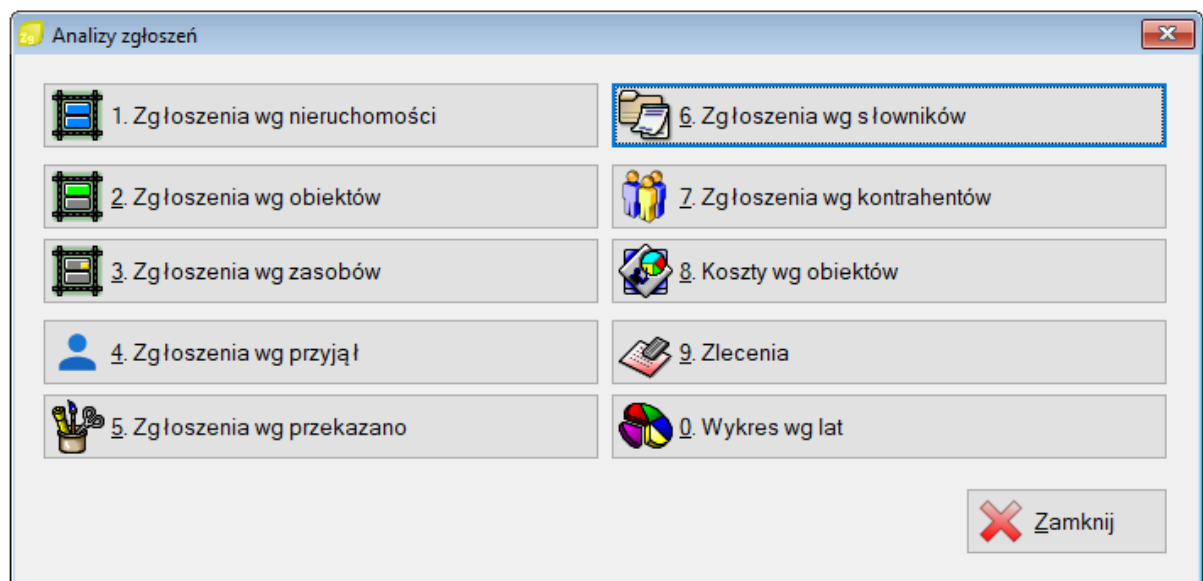 Zg
Analizy zgłoszeń
1. Zgłoszenia wg nieruchomości
2. Zgłoszenia wg obiektów
3. Zgłoszenia wg zasobów
4. Zgłoszenia wg przyjął
5. Zgłoszenia wg przekazano
6. Zgłoszenia wg słowników
7. Zgłoszenia wg kontrahentów
8. Koszty wg obiektów
9. Zlecenia
0. Wykres wg lat
Zamknij